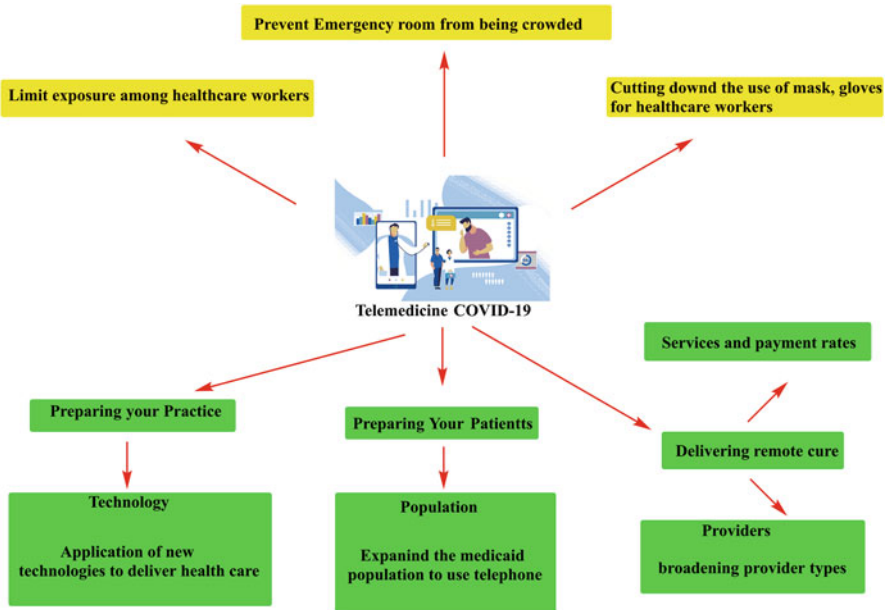 Prevent Emergency room from being crowded
Limit exposure among healthcare workers
Cutting downd the use of mask, gloves
for healthcare workers
Telemedicine COVID-19
Services and payment rates
Preparing your Practice
Preparing Your Patientts
Delivering remote cure
Technology
Application of new
technologies to deliver health care
Population
Expanind the medicaid
population to use telephone
Providers
broadening provider types